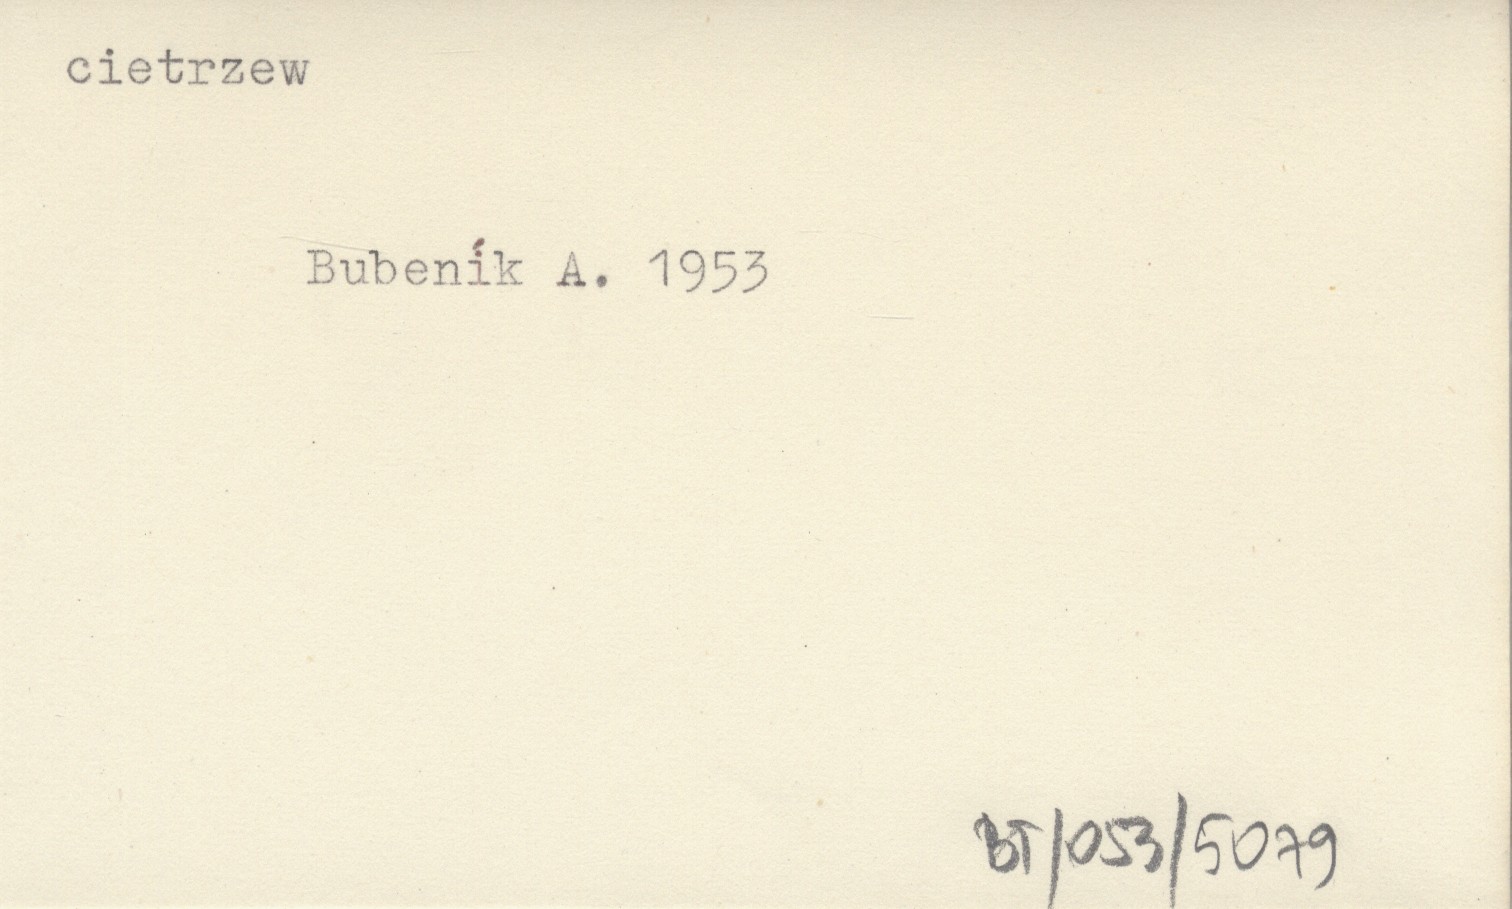 cietrzew
Bubeník A. 1953
BT/053/5079